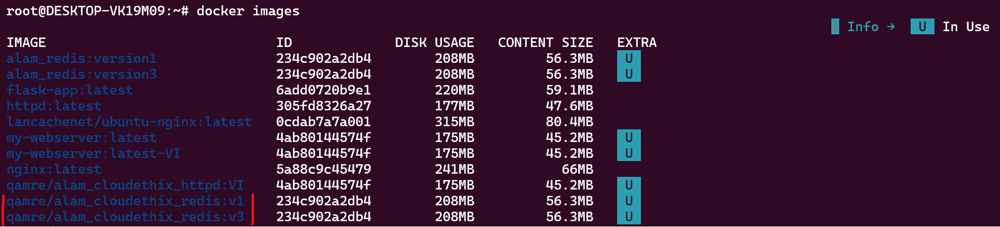 root@DESKTOP-VK19M09:~# docker images
i Info → U In Use
IMAGE ID DISK USAGE CONTENT SIZE EXTRA
alam_redis:version1 234c902a2db4 208MB 56.3MB U
alam_redis:version3 234c902a2db4 208MB 56.3MB U
flask-app:latest 6add0720b9e1 220MB 59.1MB
httpd:latest 305fd8326a27 177MB 47.6MB
lancachenet/ubuntu-nginx:latest 0cdab7a7a001 315MB 80.4MB
my-webserver:latest 4ab80144574f 175MB 45.2MB U
my-webserver:latest-VI 4ab80144574f 175MB 45.2MB U
nginx:latest 5a88c9c45479 241MB 66MB
qamre/alam_cloudethix_httpd:VI 4ab80144574f 175MB 45.2MB U
qamre/alam_cloudethix_redis:v1 234c902a2db4 208MB 56.3MB U
qamre/alam_cloudethix_redis:v3 234c902a2db4 208MB 56.3MB U